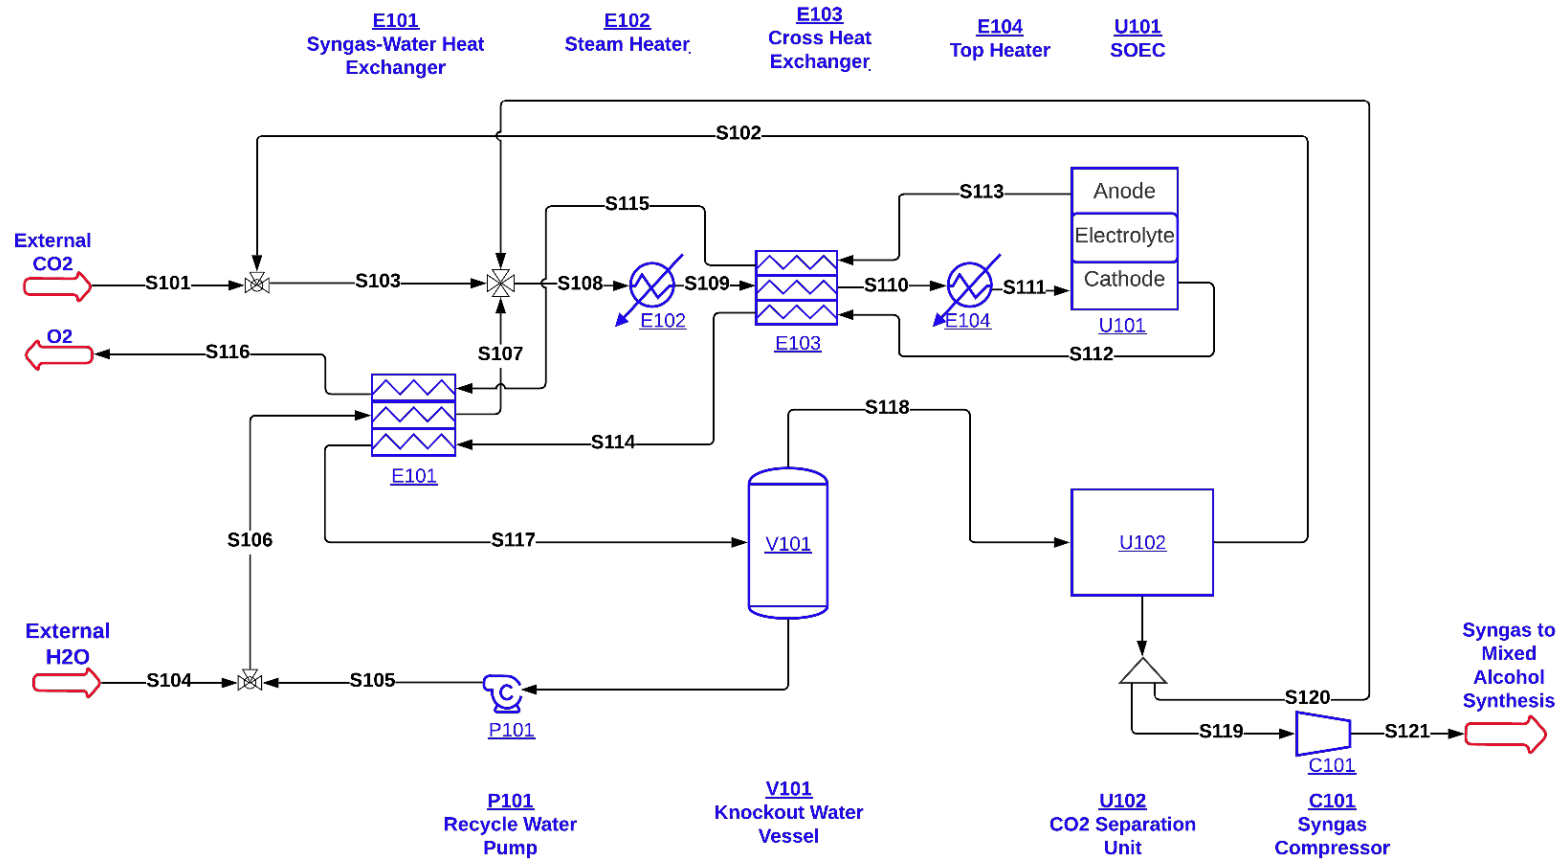 E101
Syngas-Water Heat
Exchanger
E102
Steam Heater
E103
Cross Heat
Exchanger
E104
Top Heater
U101
SOEC
S102
S113
Anode
Electrolyte
Cathode
U101
S115
External
CO2
S101
S103
S108
S109
S110
S111
E102
E103
E104
S112
O2
S116
S107
S118
S114
E101
S106
S117
V101
U102
External
H2O
S104
S105
P101
Syngas to
Mixed
Alcohol
Synthesis
S120
S119
S121
C101
P101
Recycle Water
Pump
V101
Knockout Water
Vessel
U102
CO2 Separation
Unit
C101
Syngas
Compressor
C